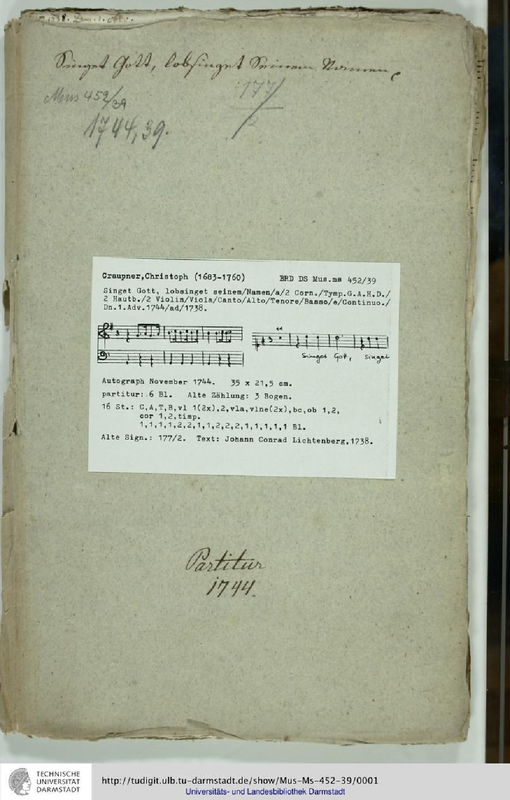 Singet Gott, lobsinget Seinem Namen,
Mus 452/39
177/2
1744,39.
Graupner,Christoph (1683-1760) BRD DS Mus.ms 452/39
Singet Gott, lobsinget seinem/Namen/a/2 Corn./Tymp.G.A.H.D./
2 Hautb./2 Violin/Viola/Canto/Alto/Tenore/Basso/e/Continuo./
Dn.1.Adv.1744/ad/1738.
Singet Gott, singet
Autograph November 1744. 35 x 21,5 cm.
partitur: 6 Bl. Alte Zählung: 3 Bogen.
16 St.: C,A,T,B,vl 1(2x),2,vla,vlne(2x),bc,ob 1,2,
cor 1,2,timp.
1,1,1,1,2,2,1,1,2,2,2,1,1,1,1,1 Bl.
Alte Sign.: 177/2. Text: Johann Conrad Lichtenberg,1738.
Partitur
1744.
TECHNISCHE
UNIVERSITÄT
DARMSTADT
http://tudigit.ulb.tu-darmstadt.de/show/Mus-Ms-452-39/0001
Universitäts- und Landesbibliothek Darmstadt